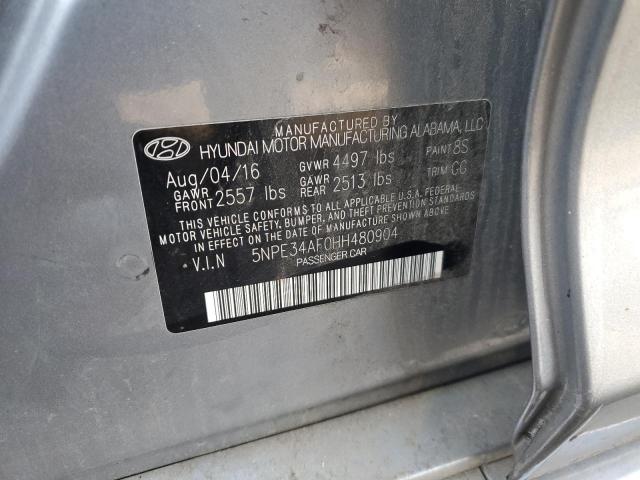 MANUFACTURED BY
HYUNDAI MOTOR MANUFACTURING ALABAMA, LLC
Aug/04/16 GVWR 4497 lbs PAINT 8S
GAWR FRONT 2557 lbs GAWR REAR 2513 lbs TRIM GG
THIS VEHICLE CONFORMS TO ALL APPLICABLE U.S.A. FEDERAL
MOTOR VEHICLE SAFETY, BUMPER, AND THEFT PREVENTION STANDARDS
IN EFFECT ON THE DATE OF MANUFACTURE SHOWN ABOVE.
V.I.N 5NPE34AF0HH480904
PASSENGER CAR